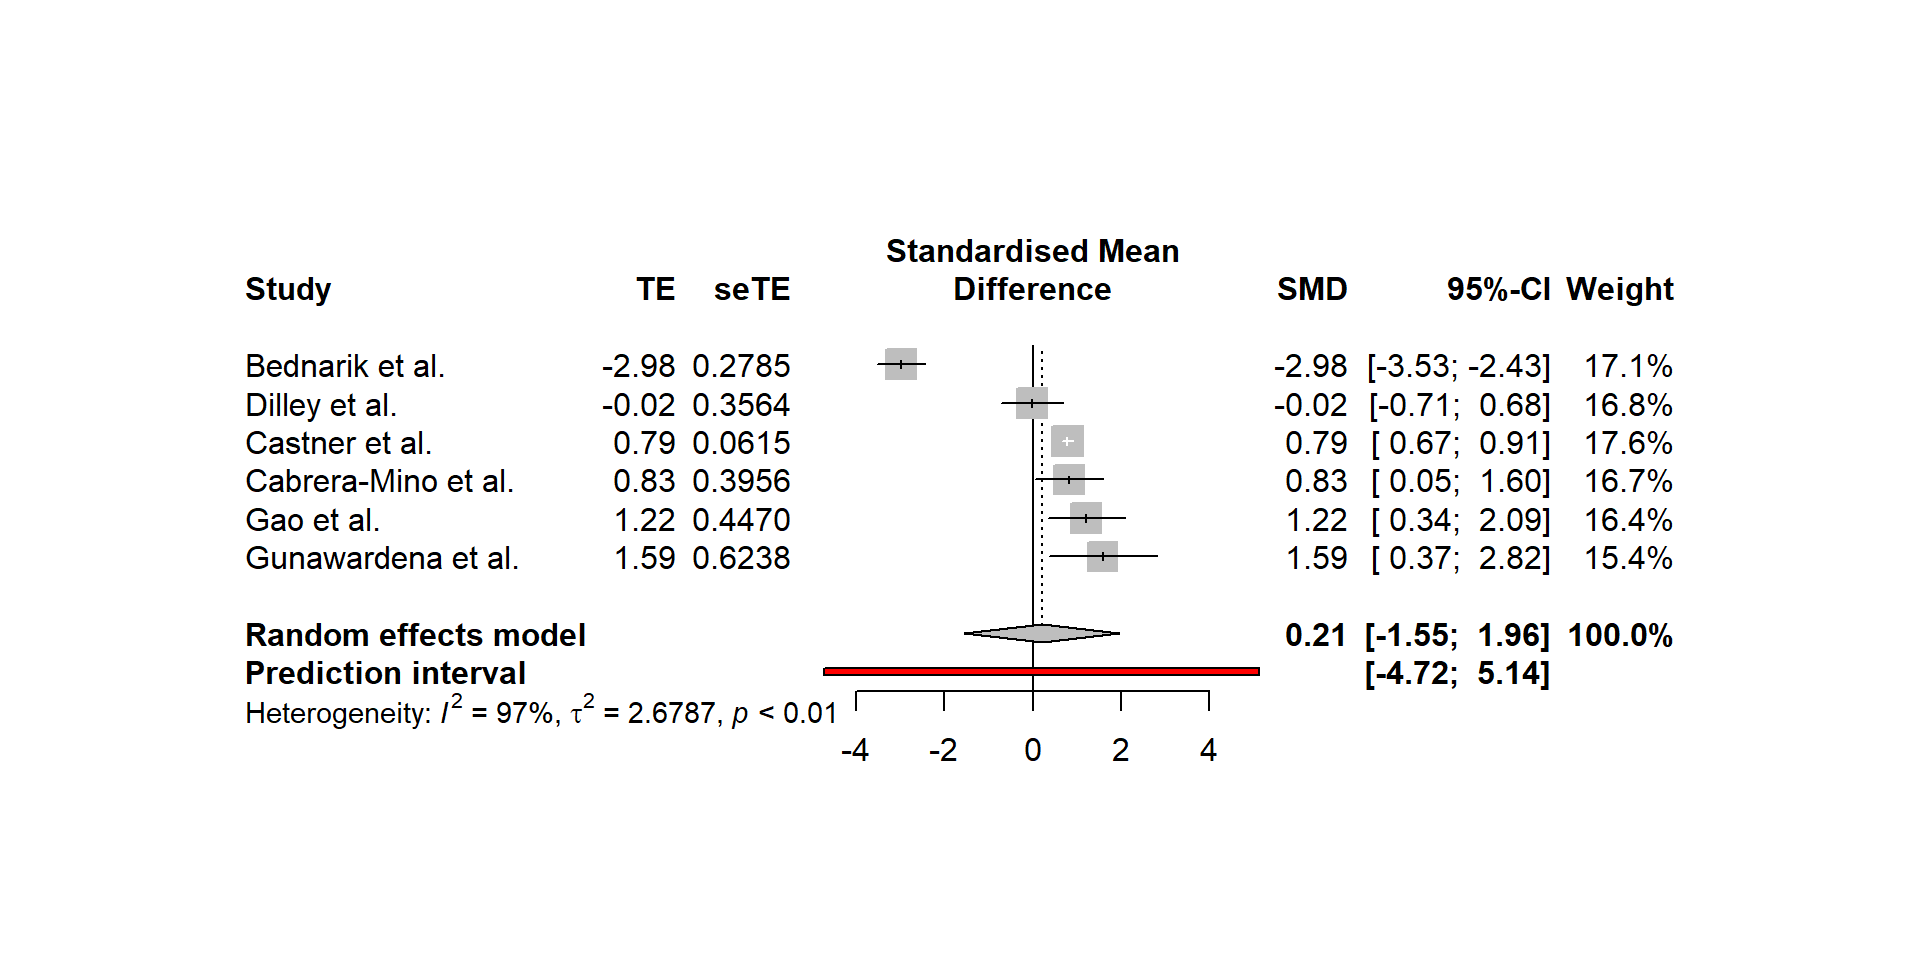 Standardised Mean
Study TE seTE Difference SMD 95%-CI Weight
Bednarik et al. -2.98 0.2785 -2.98 [-3.53; -2.43] 17.1%
Dilley et al. -0.02 0.3564 -0.02 [-0.71; 0.68] 16.8%
Castner et al. 0.79 0.0615 0.79 [ 0.67; 0.91] 17.6%
Cabrera-Mino et al. 0.83 0.3956 0.83 [ 0.05; 1.60] 16.7%
Gao et al. 1.22 0.4470 1.22 [ 0.34; 2.09] 16.4%
Gunawardena et al. 1.59 0.6238 1.59 [ 0.37; 2.82] 15.4%
Random effects model 0.21 [-1.55; 1.96] 100.0%
Prediction interval [-4.72; 5.14]
Heterogeneity: I² = 97%, τ² = 2.6787, p < 0.01
-4 -2 0 2 4